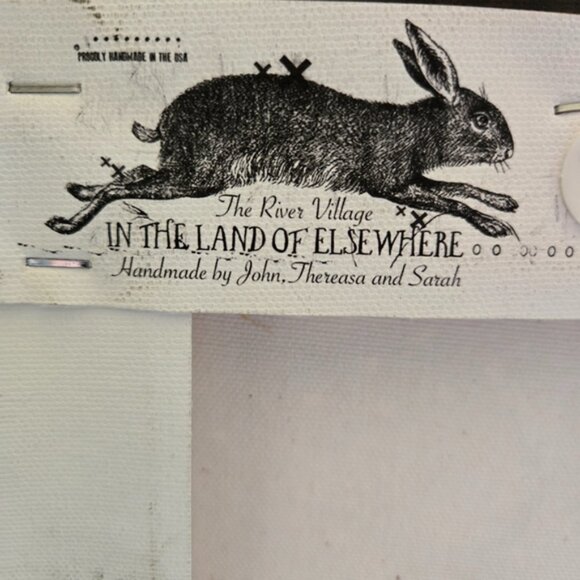 PROUDLY HANDMADE IN THE USA
The River Village
IN THE LAND OF ELSEWHERE
Handmade by John, Thereasa and Sarah